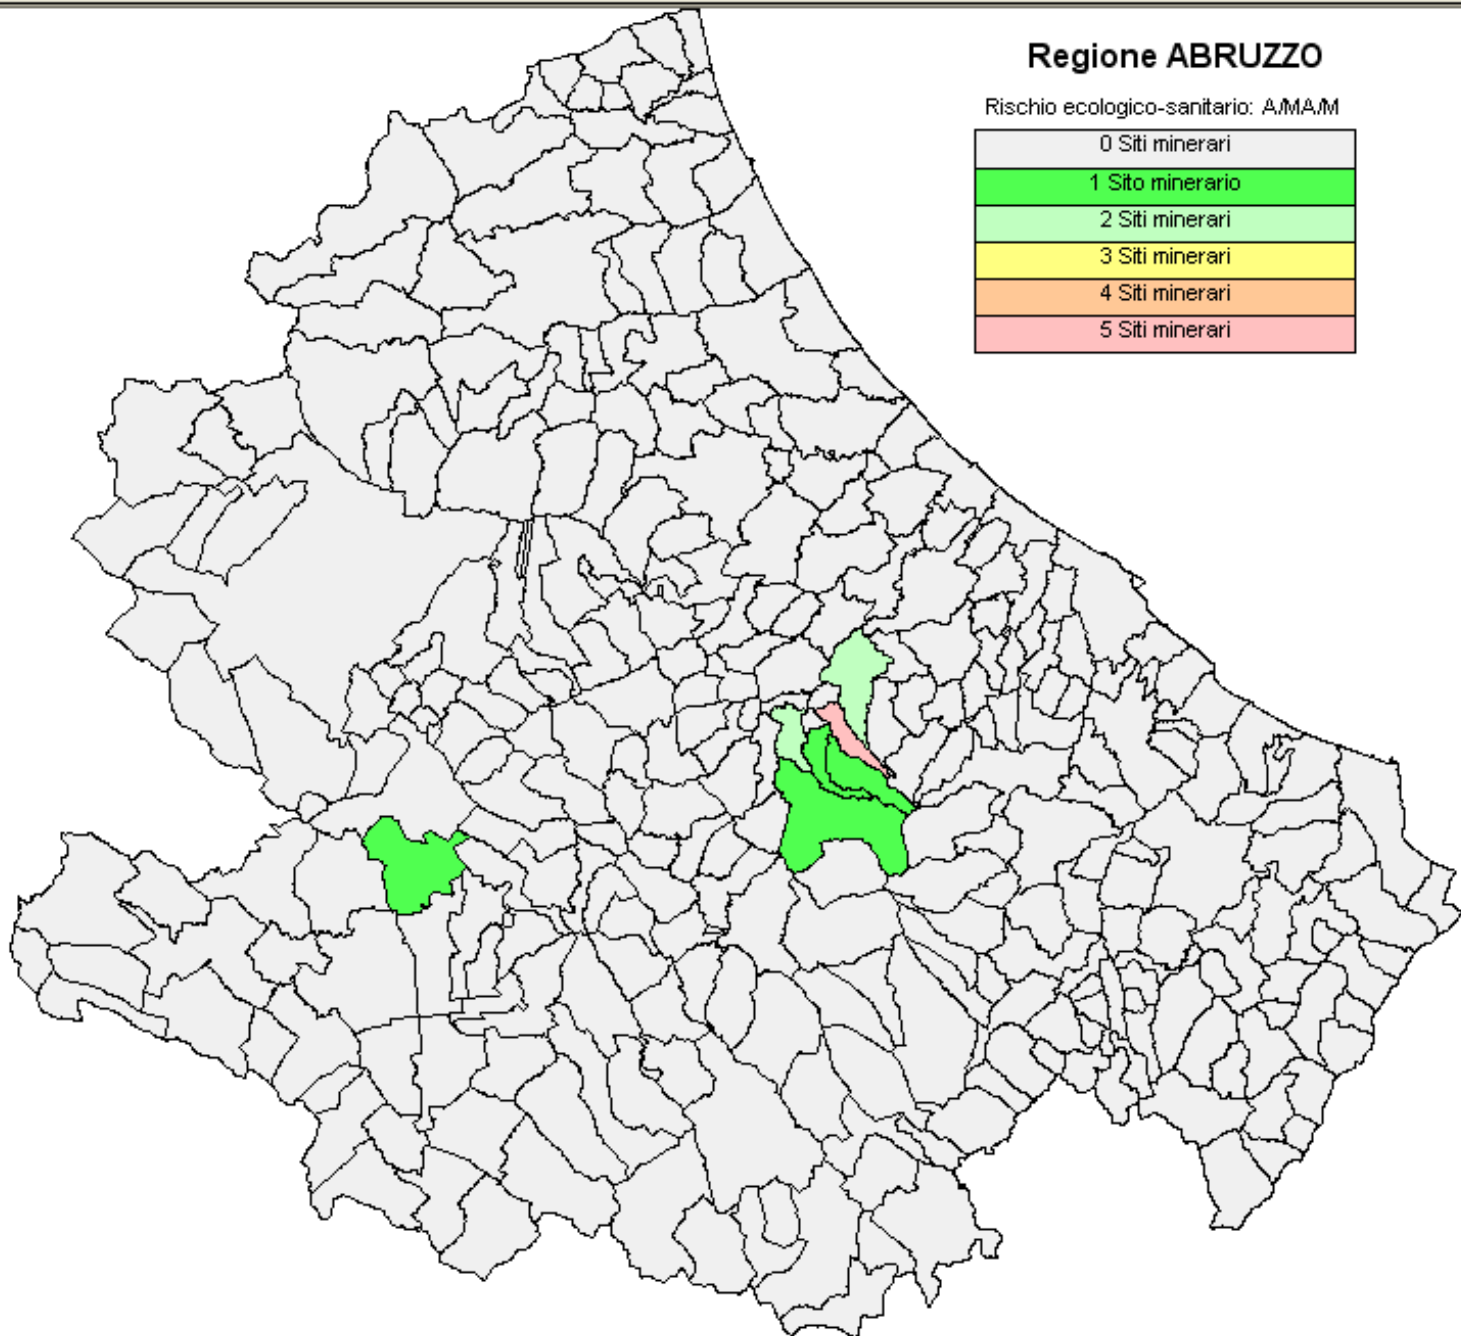 Regione ABRUZZO
Rischio ecologico-sanitario: A/MA/M
0 Siti minerari
1 Sito minerario
2 Siti minerari
3 Siti minerari
4 Siti minerari
5 Siti minerari